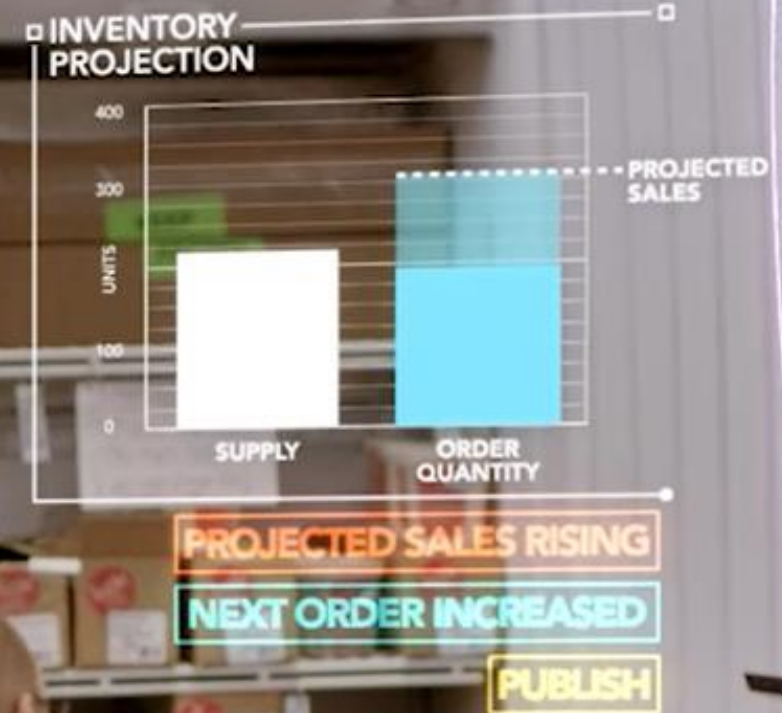 INVENTORY
PROJECTION
400
300
PROJECTED
SALES
UNITS
100
0
SUPPLY
ORDER
QUANTITY
PROJECTED SALES RISING
NEXT ORDER INCREASED
PUBLISH